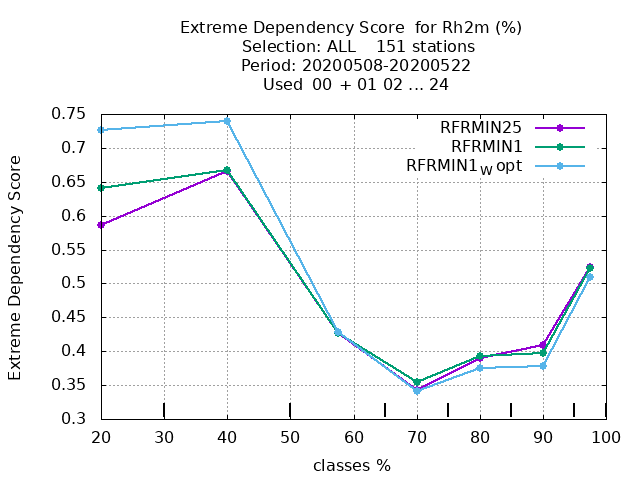 Extreme Dependency Score  for Rh2m (%)
Selection: ALL    151 stations
Period: 20200508-20200522
Used  00  + 01 02 ... 24
RFRMIN25
RFRMIN1
RFRMIN1W opt
Extreme Dependency Score
0.75
0.7
0.65
0.6
0.55
0.5
0.45
0.4
0.35
0.3
20 30 40 50 60 70 80 90 100
classes %